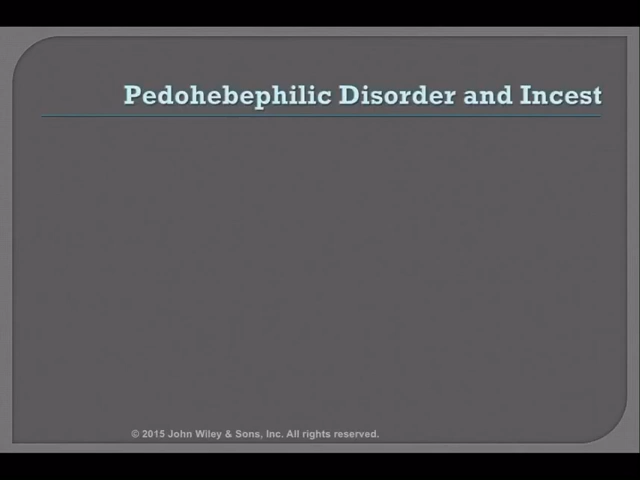 Pedohebephilic Disorder and Incest
© 2015 John Wiley & Sons, Inc. All rights reserved.